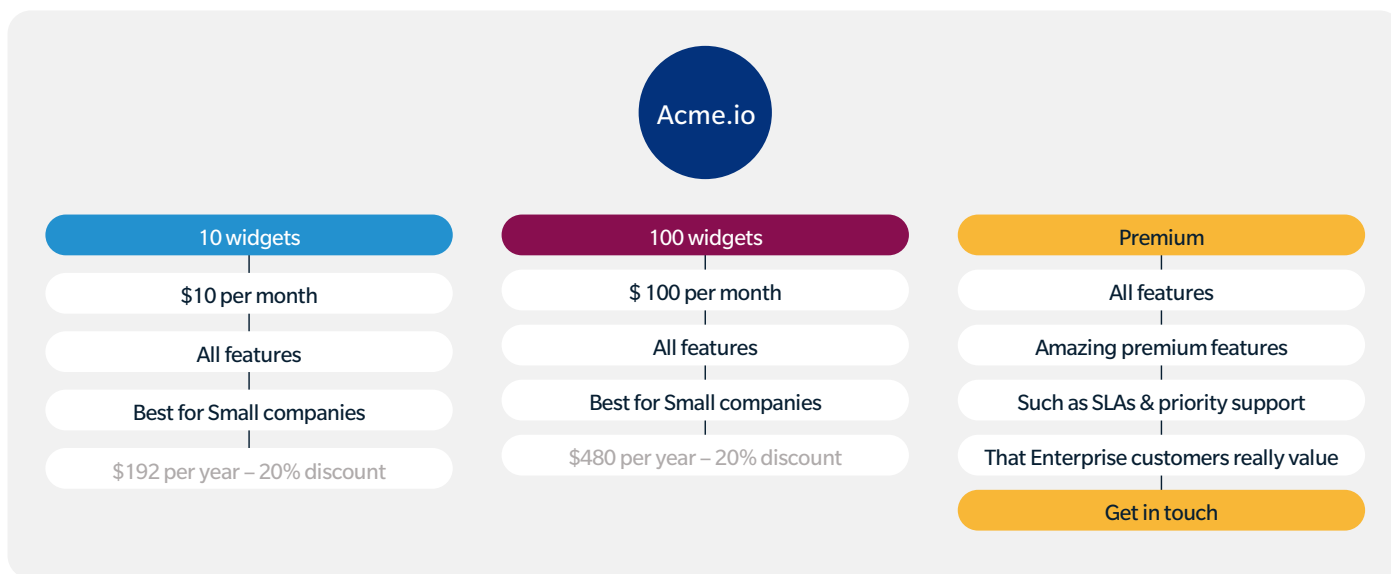 Acme.io
10 widgets
$10 per month
All features
Best for Small companies
$192 per year – 20% discount
100 widgets
$ 100 per month
All features
Best for Small companies
$480 per year – 20% discount
Premium
All features
Amazing premium features
Such as SLAs & priority support
That Enterprise customers really value
Get in touch